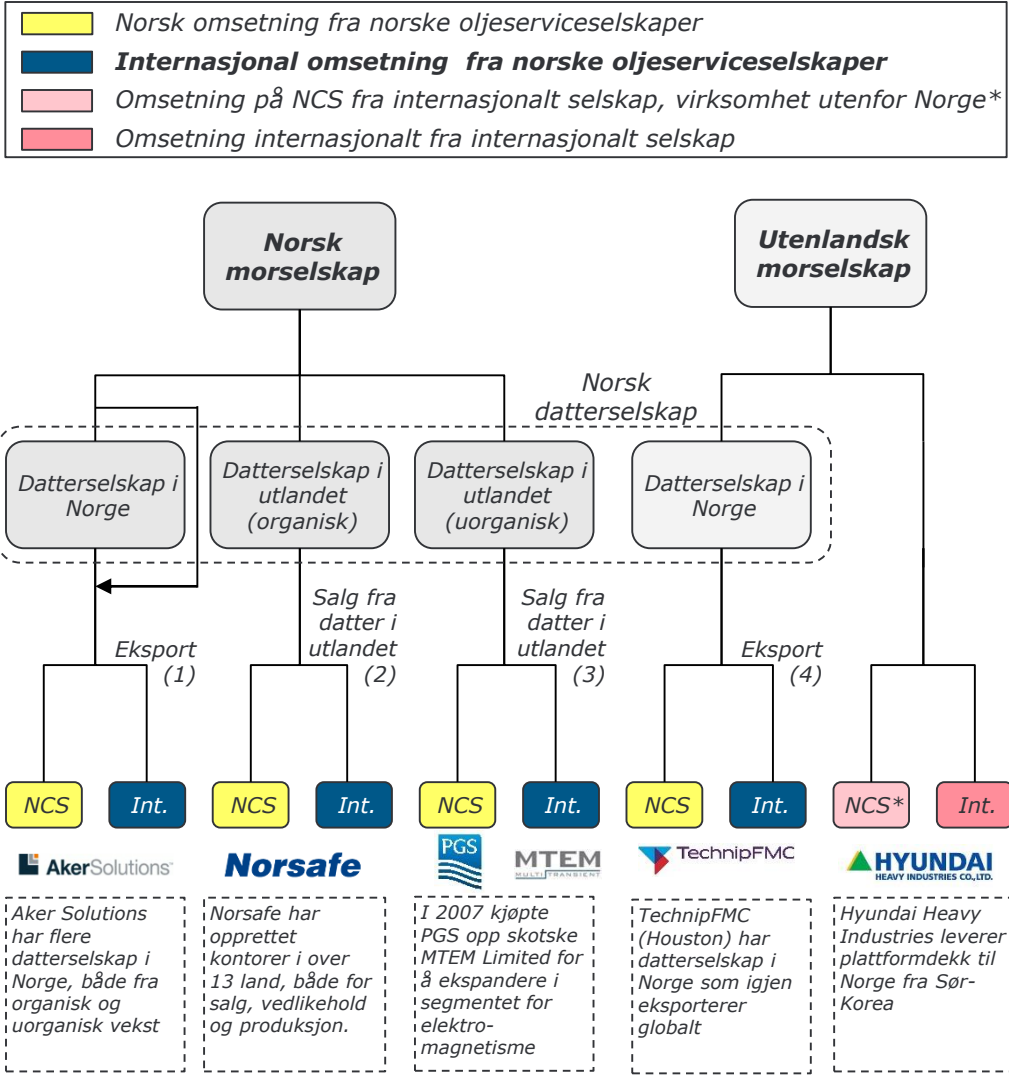 Norsk omsetning fra norske oljeserviceselskaper
Internasjonal omsetning fra norske oljeserviceselskaper
Omsetning på NCS fra internasjonalt selskap, virksomhet utenfor Norge*
Omsetning internasjonalt fra internasjonalt selskap
Norsk
morselskap
Utenlandsk
morselskap
Norsk
datterselskap
Datterselskap i
Norge
Datterselskap i
utlandet
(organisk)
Datterselskap i
utlandet
(uorganisk)
Datterselskap i
Norge
Eksport
(1)
Salg fra
datter i
utlandet
(2)
Salg fra
datter i
utlandet
(3)
Eksport
(4)
NCS
Int.
NCS
Int.
NCS
Int.
NCS
Int.
NCS*
Int.
AkerSolutions
Norsafe
PGS
MTEM
MULTI TRANSIENT
TechnipFMC
HYUNDAI
HEAVY INDUSTRIES CO.,LTD.
Aker Solutions
har flere
datterselskap i
Norge, både fra
organisk og
uorganisk vekst
Norsafe har
opprettet
kontorer i over
13 land, både for
salg, vedlikehold
og produksjon.
I 2007 kjøpte
PGS opp skotske
MTEM Limited for
å ekspandere i
segmentet for
elektro-
magnetisme
TechnipFMC
(Houston) har
datterselskap i
Norge som igjen
eksporterer
globalt
Hyundai Heavy
Industries leverer
plattformdekk til
Norge fra Sør-
Korea